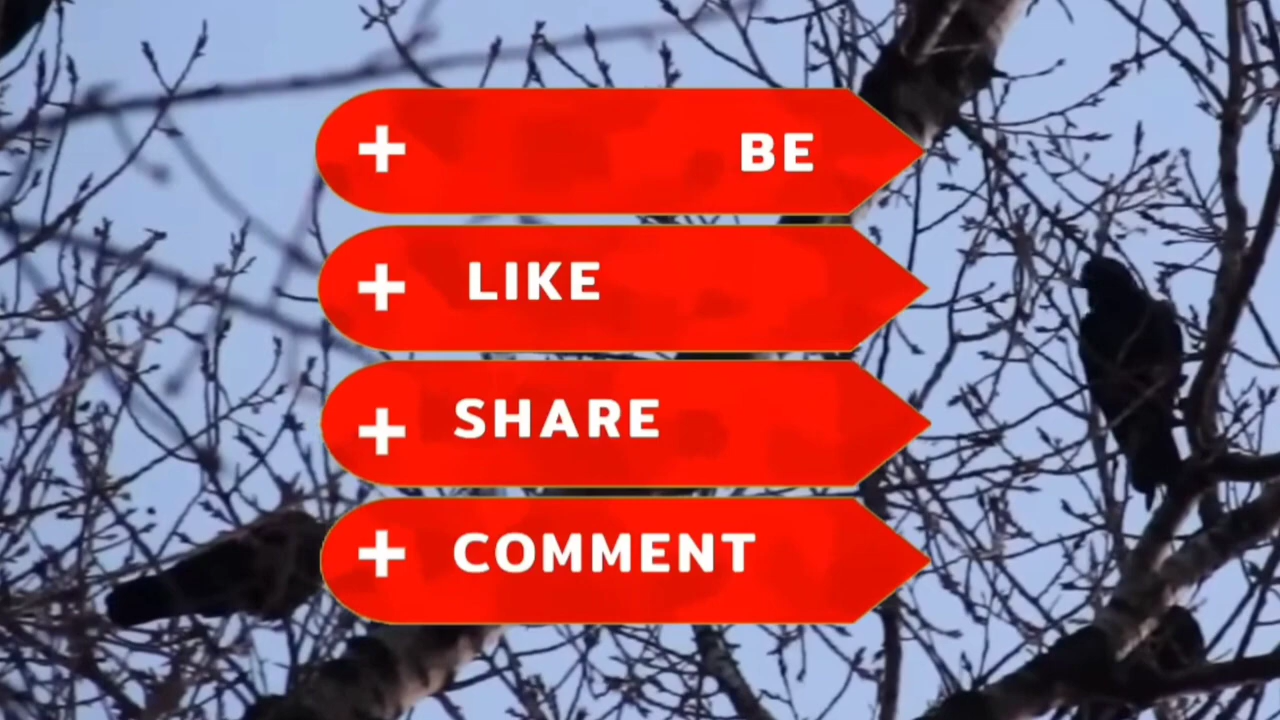 + BE
+ LIKE
+ SHARE
+ COMMENT